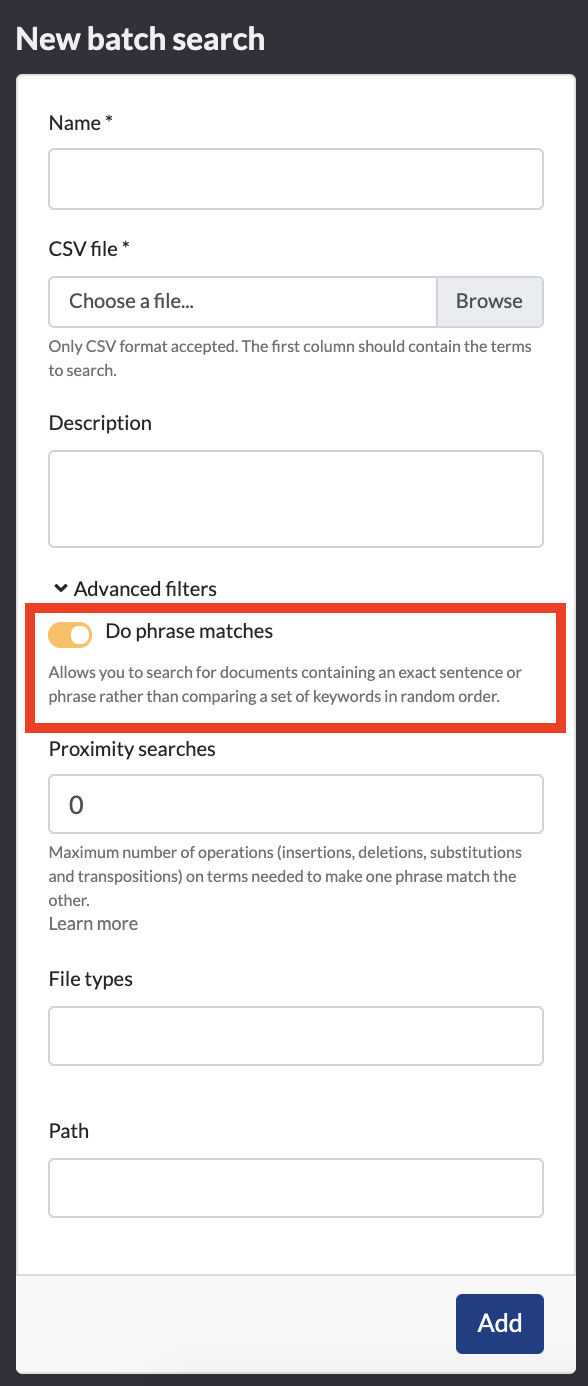 New batch search
Name *
CSV file *
Choose a file...
Browse
Only CSV format accepted. The first column should contain the terms
to search.
Description
Advanced filters
Do phrase matches
Allows you to search for documents containing an exact sentence or
phrase rather than comparing a set of keywords in random order.
Proximity searches
0
Maximum number of operations (insertions, deletions, substitutions
and transpositions) on terms needed to make one phrase match the
other.
Learn more
File types
Path
Add